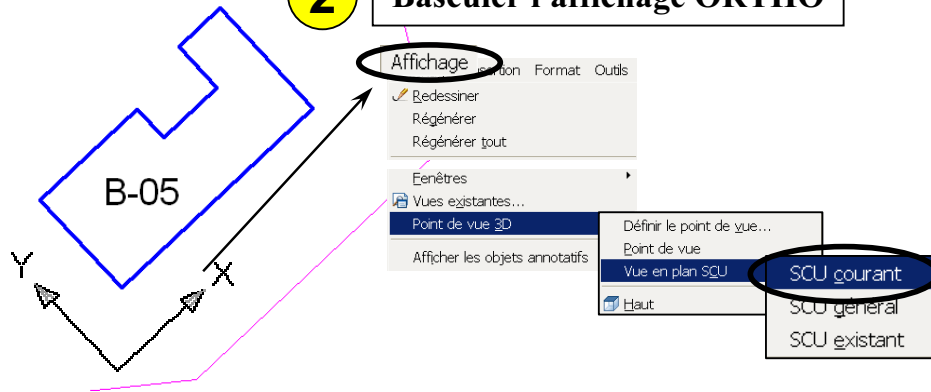 2 Basculer l'affichage ORTHO
Affichage Insertion Format Outils
Redessiner
Régénérer
Régénérer tout
Fenêtres
Vues existantes...
Point de vue 3D
Afficher les objets annotatifs
Définir le point de vue...
Point de vue
Vue en plan SCU
Haut
SCU courant
SCU général
SCU existant
B-05
Y
X